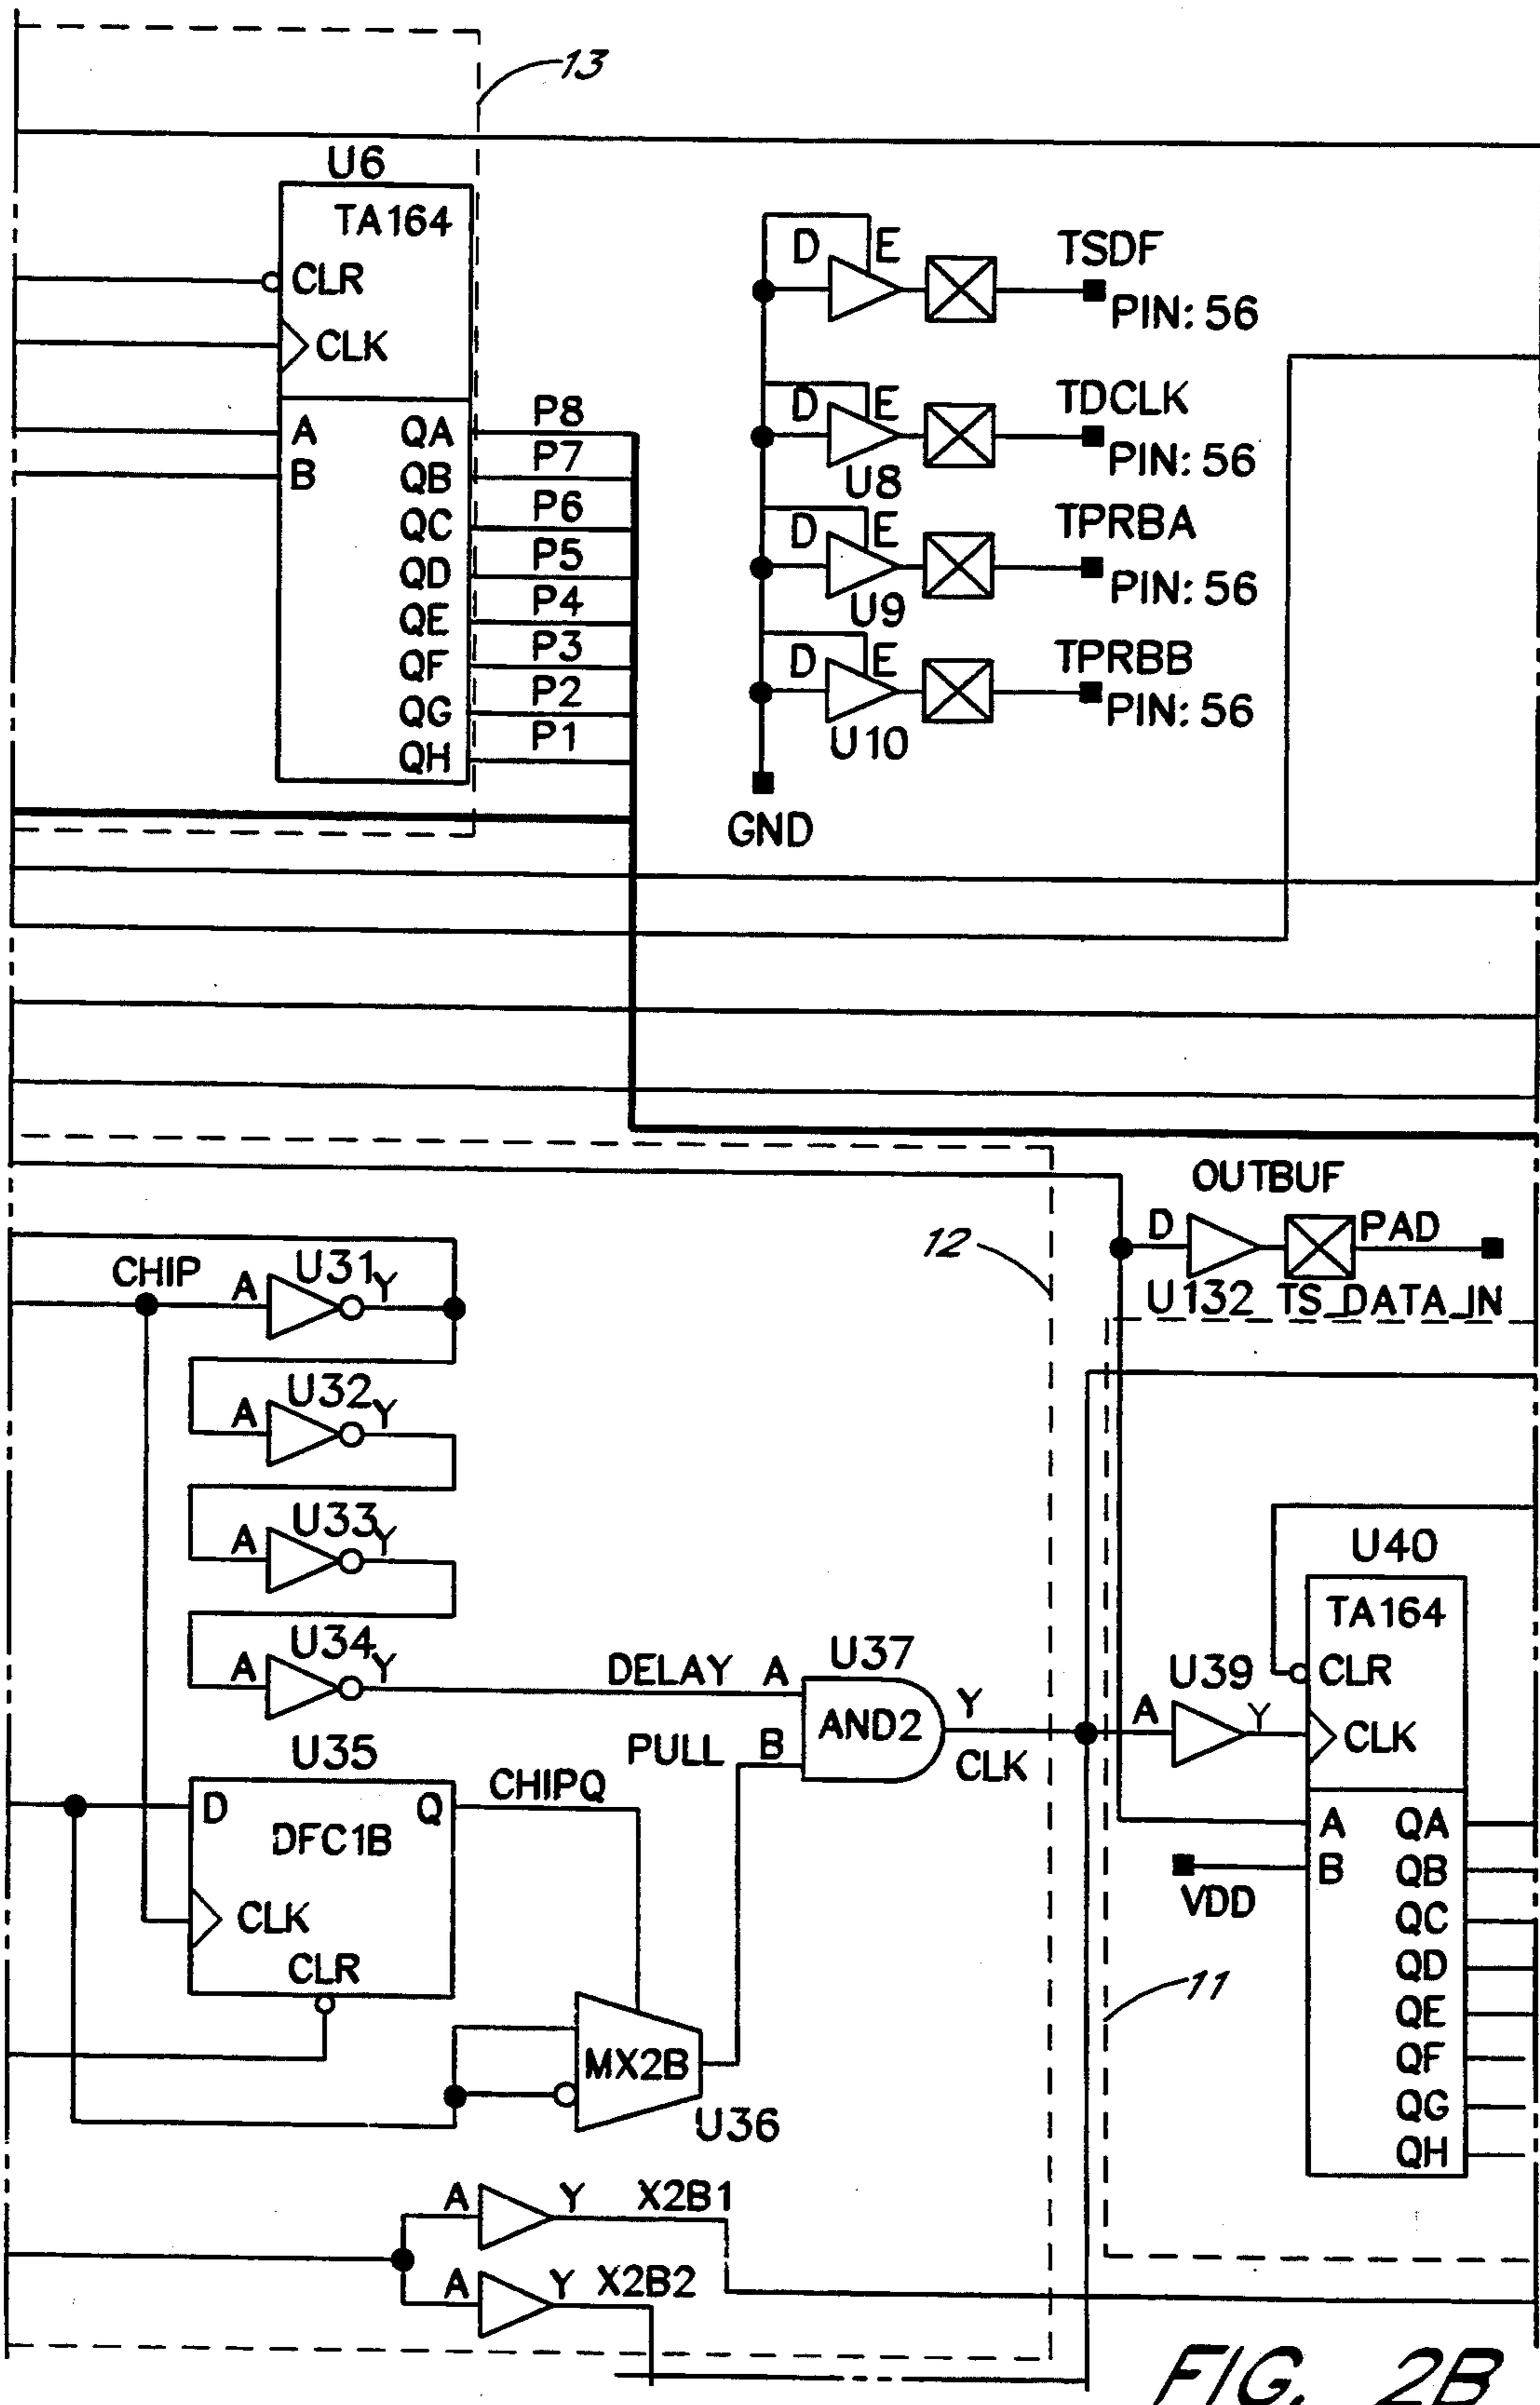 13
U6
TA164
CLR
CLK
A QA P8
B QB P7
QC P6
QD P5
QE P4
QF P3
QG P2
QH P1
D E TSDF
PIN: 56
D E TDCLK
U8 PIN: 56
D E TPRBA
U9 PIN: 56
D E TPRBB
U10 PIN: 56
GND
12
OUTBUF
D PAD
U132 TS_DATA_IN
CHIP A U31 Y
A U32 Y
A U33 Y
A U34 Y DELAY A U37
AND2 Y
PULL B CLK
U35
D Q CHIPQ
DFC1B
CLK
CLR
MX2B
U36
A Y X2B1
A Y X2B2
U40
TA164
U39 CLR
A Y CLK
A QA
VDD B QB
QC
QD
QE
QF
QG
QH
11
FIG. 2B